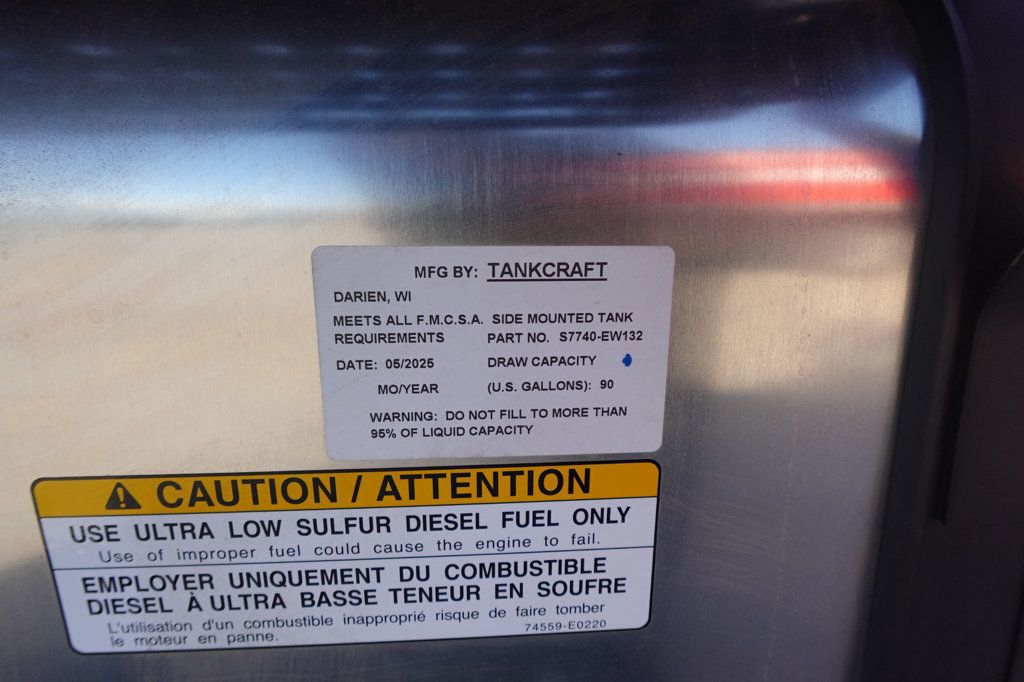 MFG BY: TANKCRAFT
DARIEN, WI
MEETS ALL F.M.C.S.A. SIDE MOUNTED TANK
REQUIREMENTS PART NO. S7740-EW132
DATE: 05/2025 DRAW CAPACITY
MO/YEAR (U.S. GALLONS): 90
WARNING: DO NOT FILL TO MORE THAN
95% OF LIQUID CAPACITY
CAUTION / ATTENTION
USE ULTRA LOW SULFUR DIESEL FUEL ONLY
Use of improper fuel could cause the engine to fail.
EMPLOYER UNIQUEMENT DU COMBUSTIBLE
DIESEL À ULTRA BASSE TENEUR EN SOUFRE
L'utilisation d'un combustible inapproprié risque de faire tomber
le moteur en panne.
74559-E0220